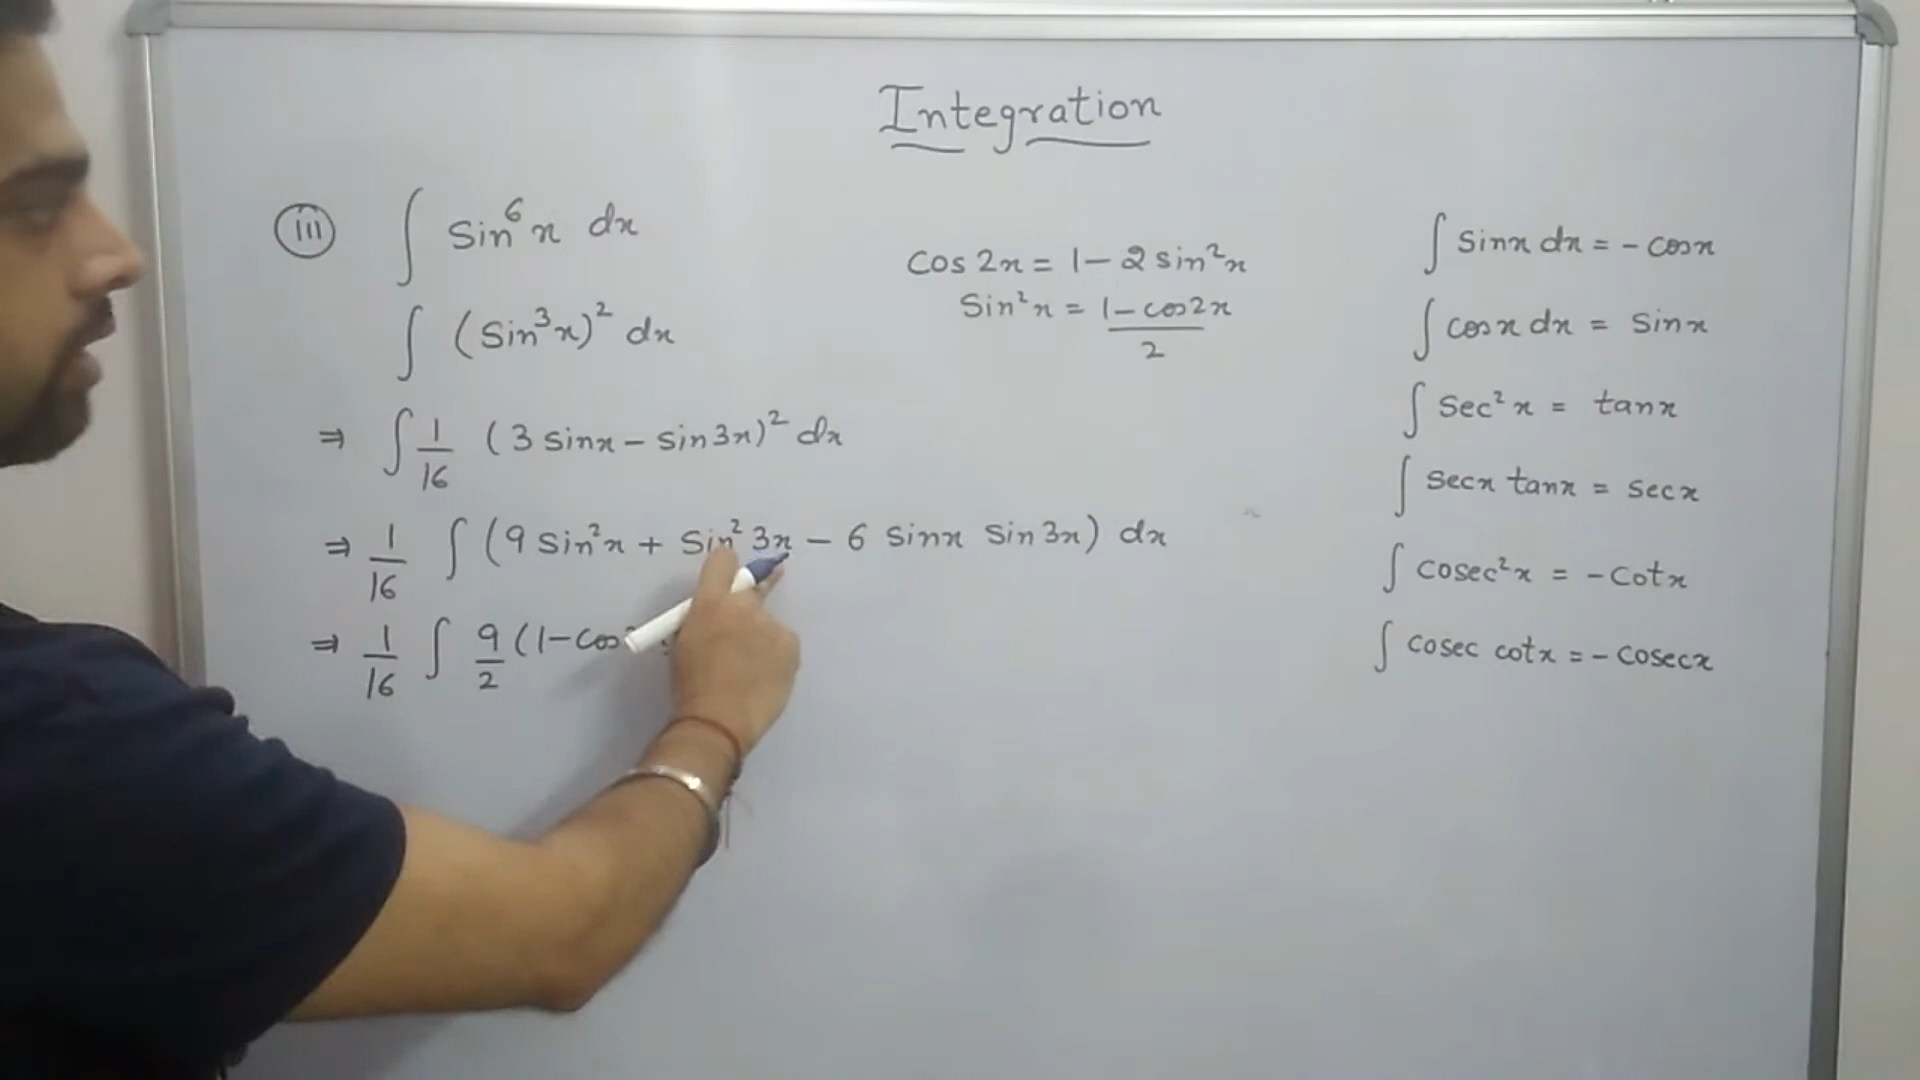 Integration
(iii) ∫ Sin⁶x dx
∫ (Sin³x)² dx
⇒ ∫ 1/16 (3 sinx – sin3x)² dx
⇒ 1/16 ∫ (9 Sin²x + Sin² 3x – 6 Sinx Sin3x) dx
⇒ 1/16 ∫ 9/2 (1–cos
Cos 2x = 1 – 2 sin²x
Sin²x = 1–cos2x/2
∫ Sinx dx = - cosx
∫ cosx dx = Sinx
∫ Sec²x = tanx
∫ Secx tanx = Secx
∫ Cosec²x = -Cotx
∫ Cosec cotx = - Cosecx